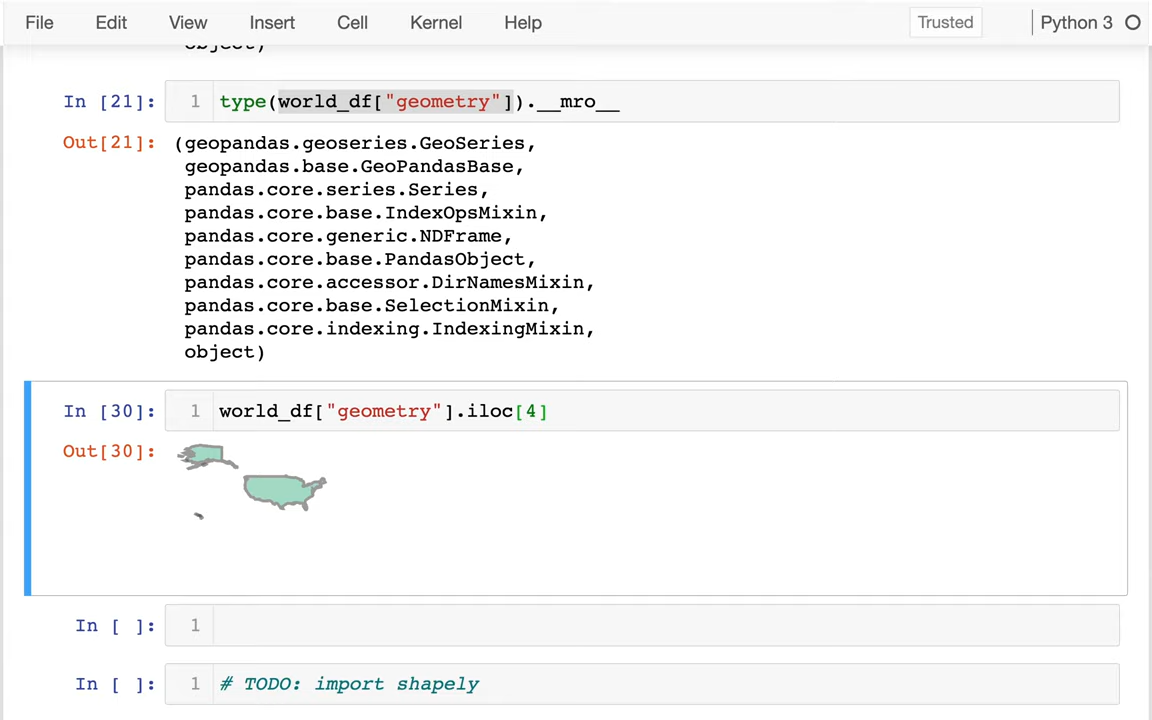 File Edit View Insert Cell Kernel Help Trusted Python 3
object)
In [21]: 1 type(world_df["geometry"]).__mro__
Out[21]: (geopandas.geoseries.GeoSeries,
geopandas.base.GeoPandasBase,
pandas.core.series.Series,
pandas.core.base.IndexOpsMixin,
pandas.core.generic.NDFrame,
pandas.core.base.PandasObject,
pandas.core.accessor.DirNamesMixin,
pandas.core.base.SelectionMixin,
pandas.core.indexing.IndexingMixin,
object)
In [30]: 1 world_df["geometry"].iloc[4]
Out[30]:
In [ ]: 1
In [ ]: 1 # TODO: import shapely